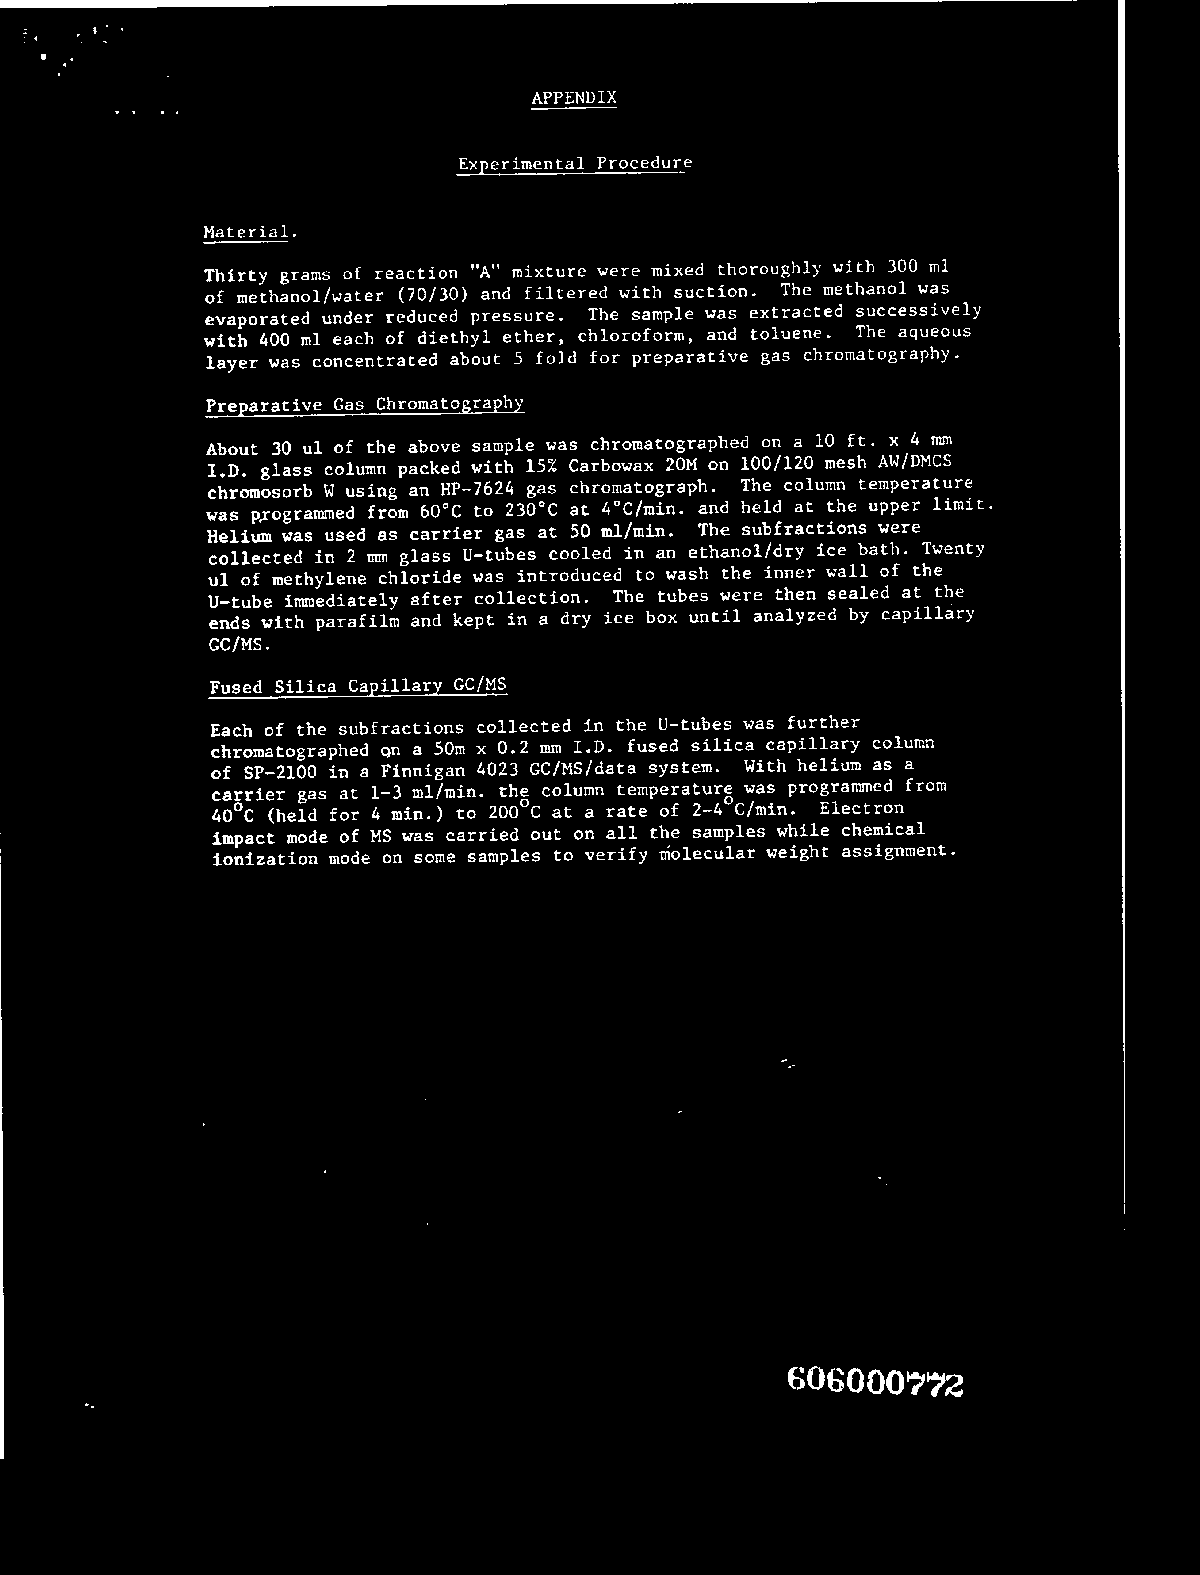 APPENDIX
Experimental Procedure
Material.
Thirty grams of reaction "A" mixture were mixed thoroughly with 300 ml
of methanol/water (70/30) and filtered with suction. The methanol was
evaporated under reduced pressure. The sample was extracted successively
with 400 ml each of diethyl ether, chloroform, and toluene. The aqueous
layer was concentrated about 5 fold for preparative gas chromatography.
Preparative Gas Chromatography
About 30 ul of the above sample was chromatographed on a 10 ft. x 4 mm
I.D. glass column packed with 15% Carbowax 20M on 100/120 mesh AW/DMCS
chromosorb W using an HP-7624 gas chromatograph. The column temperature
was programmed from 60°C to 230°C at 4°C/min. and held at the upper limit.
Helium was used as carrier gas at 50 ml/min. The subfractions were
collected in 2 mm glass U-tubes cooled in an ethanol/dry ice bath. Twenty
ul of methylene chloride was introduced to wash the inner wall of the
U-tube immediately after collection. The tubes were then sealed at the
ends with parafilm and kept in a dry ice box until analyzed by capillary
GC/MS.
Fused Silica Capillary GC/MS
Each of the subfractions collected in the U-tubes was further
chromatographed on a 50m x 0.2 mm I.D. fused silica capillary column
of SP-2100 in a Finnigan 4023 GC/MS/data system. With helium as a
carrier gas at 1-3 ml/min. the column temperature was programmed from
40°C (held for 4 min.) to 200°C at a rate of 2-4°C/min. Electron
impact mode of MS was carried out on all the samples while chemical
ionization mode on some samples to verify molecular weight assignment.
606000772